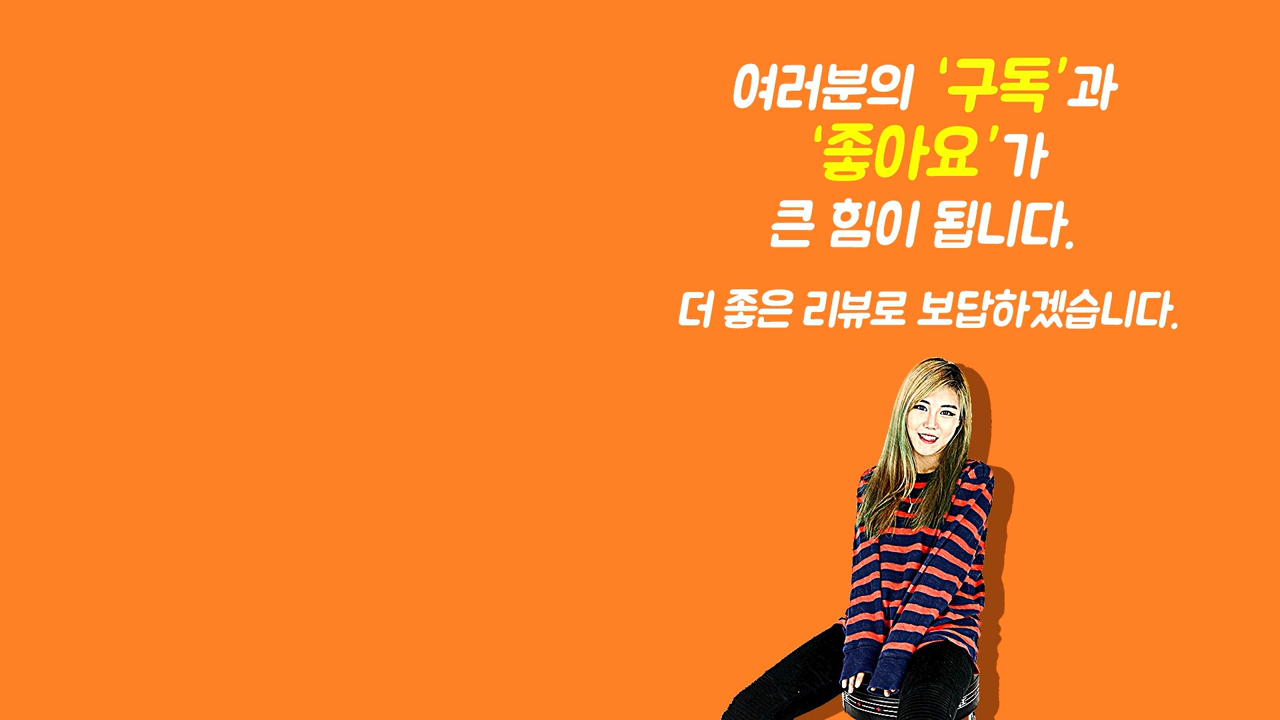 여러분의 '구독'과
'좋아요'가
큰 힘이 됩니다.
더 좋은 리뷰로 보답하겠습니다.